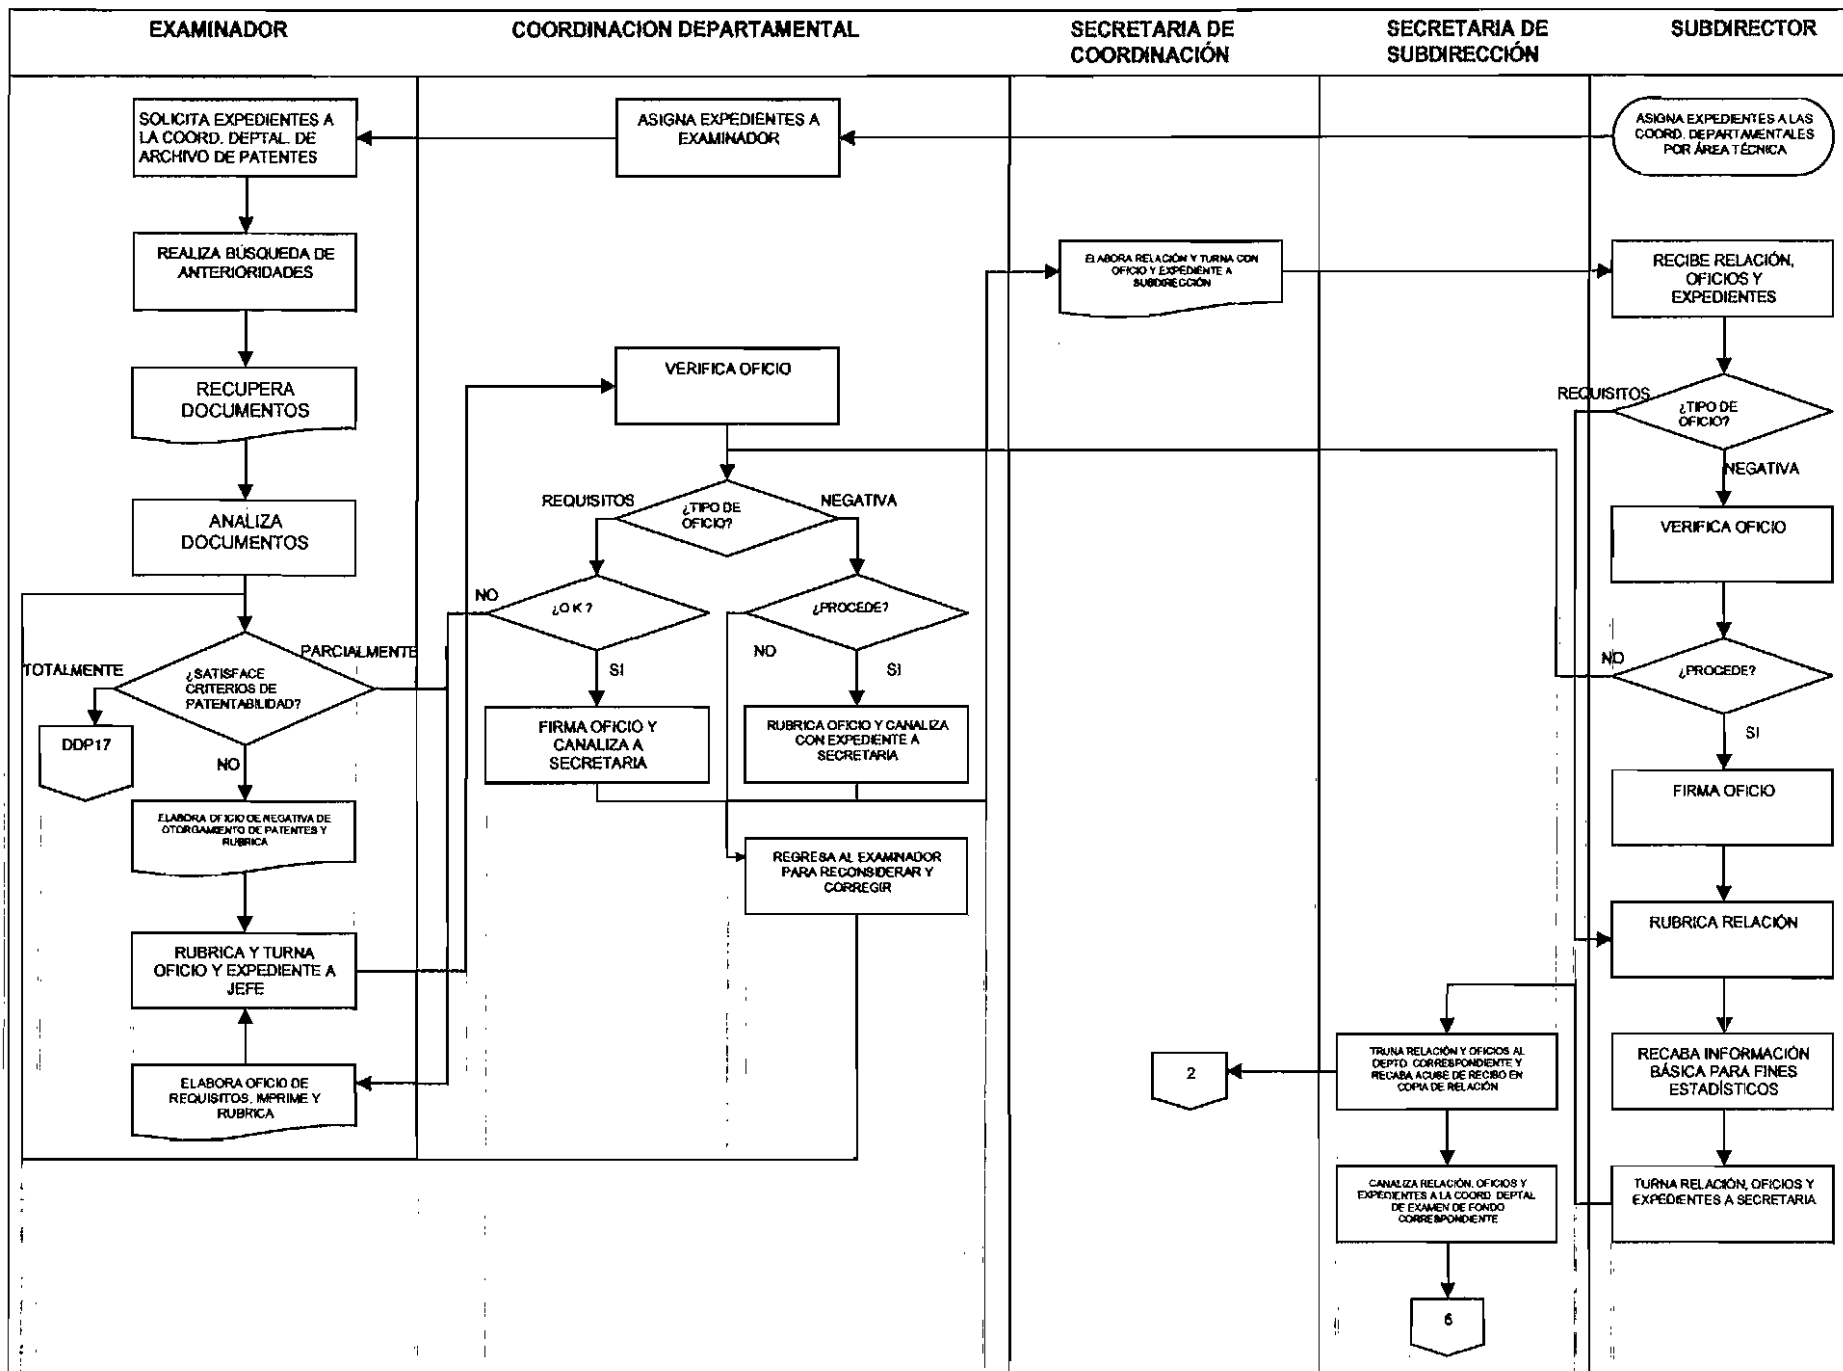 EXAMINADOR
COORDINACION DEPARTAMENTAL
SECRETARIA DE
COORDINACIÓN
SECRETARIA DE
SUBDIRECCIÓN
SUBDIRECTOR
SOLICITA EXPEDIENTES A
LA COORD. DEPTAL. DE
ARCHIVO DE PATENTES
ASIGNA EXPEDIENTES A
EXAMINADOR
ASIGNA EXPEDIENTES A LAS
COORD. DEPARTAMENTALES
POR ÁREA TÉCNICA
REALIZA BÚSQUEDA DE
ANTERIORIDADES
ELABORA RELACIÓN Y TURNA CON
OFICIO Y EXPEDIENTE A
SUBDIRECCIÓN
RECIBE RELACIÓN,
OFICIOS Y
EXPEDIENTES
RECUPERA
DOCUMENTOS
VERIFICA OFICIO
REQUISITOS
¿TIPO DE
OFICIO?
NEGATIVA
ANALIZA
DOCUMENTOS
REQUISITOS
¿TIPO DE
OFICIO?
NEGATIVA
VERIFICA OFICIO
NO
¿O K ?
SI
¿PROCEDE?
NO
SI
NO
¿PROCEDE?
SI
TOTALMENTE
¿SATISFACE
CRITERIOS DE
PATENTABILIDAD?
PARCIALMENTE
NO
DDP17
FIRMA OFICIO Y
CANALIZA A
SECRETARIA
RUBRICA OFICIO Y CANALIZA
CON EXPEDIENTE A
SECRETARIA
FIRMA OFICIO
ELABORA OFICIO DE NEGATIVA DE
OTORGAMIENTO DE PATENTES Y
RUBRICA
REGRESA AL EXAMINADOR
PARA RECONSIDERAR Y
CORREGIR
RUBRICA RELACIÓN
RUBRICA Y TURNA
OFICIO Y EXPEDIENTE A
JEFE
ELABORA OFICIO DE
REQUISITOS, IMPRIME Y
RUBRICA
2
TRUNA RELACIÓN Y OFICIOS AL
DEPTO. CORRESPONDIENTE Y
RECABA ACUSE DE RECIBO EN
COPIA DE RELACIÓN
RECABA INFORMACIÓN
BÁSICA PARA FINES
ESTADÍSTICOS
CANALIZA RELACIÓN, OFICIOS Y
EXPEDIENTES A LA COORD. DEPTAL
DE EXAMEN DE FONDO
CORRESPONDIENTE
TURNA RELACIÓN, OFICIOS Y
EXPEDIENTES A SECRETARIA
6